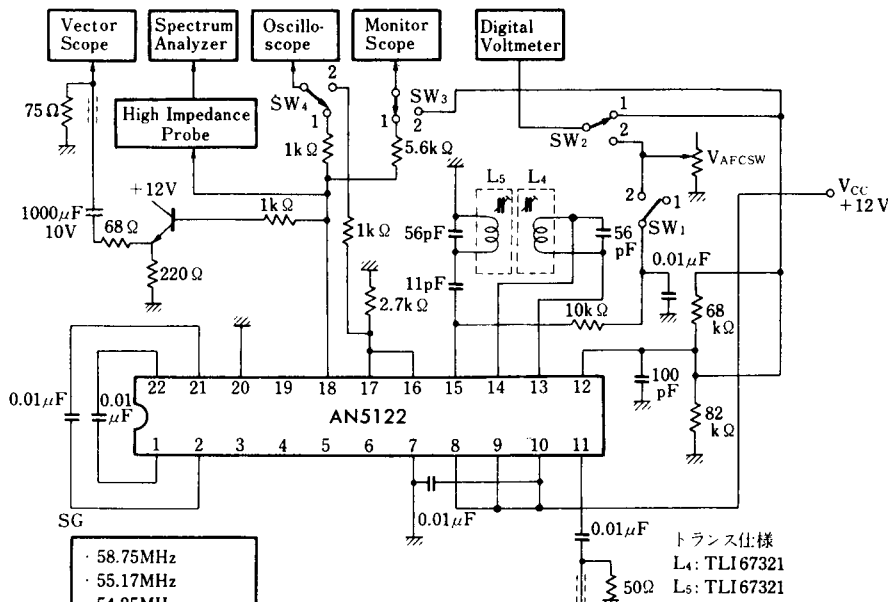 Vector Scope
Spectrum Analyzer
Oscillo-scope
Monitor Scope
Digital Voltmeter
High Impedance Probe
75Ω
SW4
2
1
1kΩ
SW3
1
2
5.6kΩ
SW2
1
2
VAFCSW
VCC
+12V
2
1
SW1
L5
L4
+12V
1000μF
10V
68Ω
220Ω
1kΩ
1kΩ
2.7kΩ
56pF
11pF
56
pF
10kΩ
0.01μF
68
kΩ
100
pF
82
kΩ
0.01μF
0.01
μF
22 21 20 19 18 17 16 15 14 13 12
AN5122
1 2 3 4 5 6 7 8 9 10 11
SG
0.01μF
0.01μF
50Ω
トランス仕様
L4: TLI67321
L5: TLI67321
· 58.75MHz
· 55.17MHz